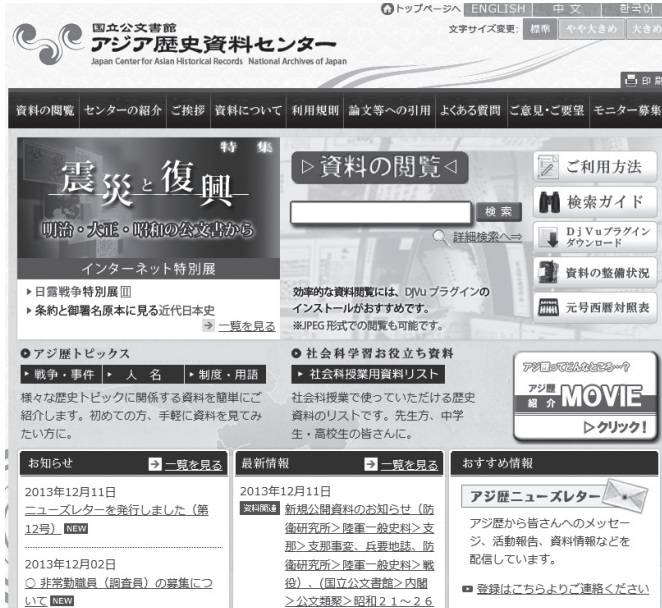 トップページへ ENGLISH 中文 한국어
国立公文書館
アジア歴史資料センター
Japan Center for Asian Historical Records National Archives of Japan
文字サイズ変更: 標準 やや大きめ 大きめ
印刷
資料の閲覧 センターの紹介 ご挨拶 資料について 利用規則 論文等への引用 よくある質問 ご意見・ご要望 モニター募集
特集
震災と復興
明治・大正・昭和の公文書から
インターネット特別展
日露戦争特別展Ⅲ
条約と御署名原本に見る近代日本史
一覧を見る
▷資料の閲覧◁
検索
詳細検索へ⇒
効率的な資料閲覧には、DjVu プラグインの
インストールがおすすめです。
※JPEG形式での閲覧も可能です。
ご利用方法
検索ガイド
DjVuプラグイン
ダウンロード
資料の整備状況
元号西暦対照表
アジ歴トピックス
戦争・事件 人名 制度・用語
様々な歴史トピックに関係する資料を簡単にご
紹介します。初めての方、手軽に資料を見てみ
たい方に。
社会科学習お役立ち資料
社会科授業用資料リスト
社会科授業で使っていただける歴史
資料のリストです。先生方、中学
生・高校生の皆さんに。
アジ歴ってどんなところ…?
アジ歴
紹介 MOVIE
▷クリック!
お知らせ 一覧を見る
2013年12月11日
ニューズレターを発行しました（第
12号） NEW
2013年12月02日
○ 非常勤職員（調査員）の募集につ
いて NEW
最新情報 一覧を見る
2013年12月11日
資料関連 新規公開資料のお知らせ（防
衛研究所＞陸軍一般史料＞支
那＞支那事変、兵要地誌、防
衛研究所＞陸軍一般史料＞戦
役）、(国立公文書館＞内閣
＞公文類聚＞昭和２１～２６
おすすめ情報
アジ歴ニューズレター
アジ歴から皆さんへのメッセー
ジ、活動報告、資料情報などを
配信しています。
登録はこちらよりご連絡ください